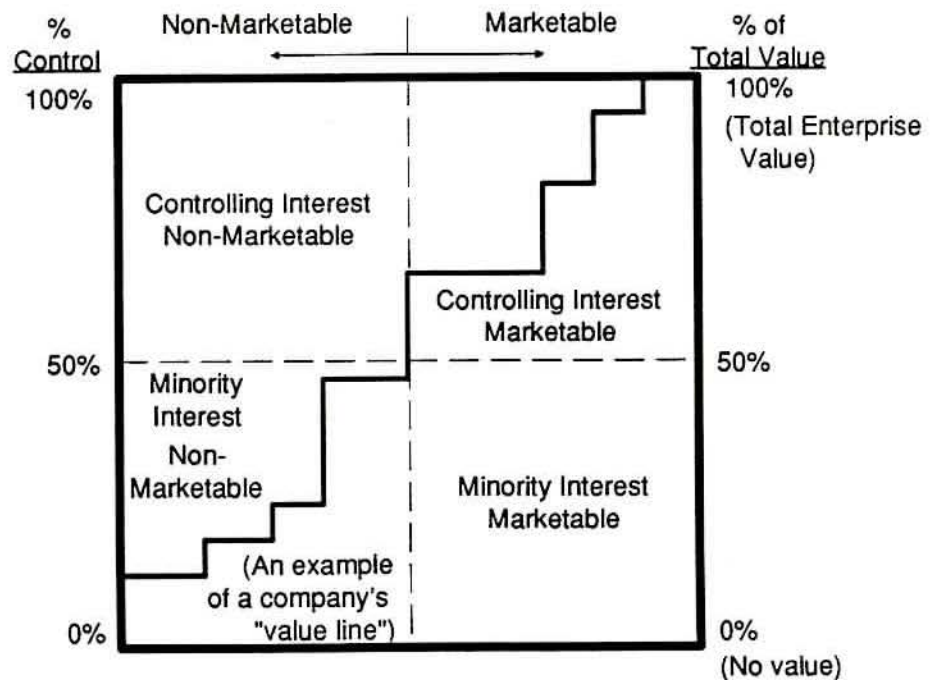 %
Control
Non-Marketable
Marketable
% of
Total Value
100%
100%
(Total Enterprise
Value)
Controlling Interest
Non-Marketable
Controlling Interest
Marketable
50%
50%
Minority
Interest
Non-
Marketable
Minority Interest
Marketable
(An example
of a company's
"value line")
0%
0%
(No value)